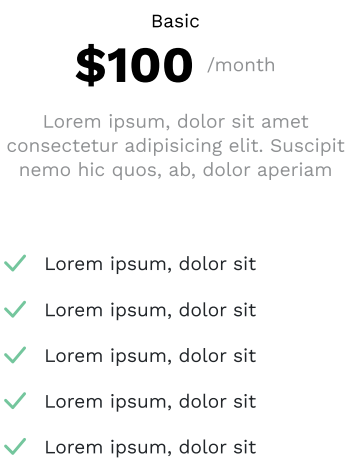 Basic
$100 /month
Lorem ipsum, dolor sit amet
consectetur adipisicing elit. Suscipit
nemo hic quos, ab, dolor aperiam
Lorem ipsum, dolor sit
Lorem ipsum, dolor sit
Lorem ipsum, dolor sit
Lorem ipsum, dolor sit
Lorem ipsum, dolor sit